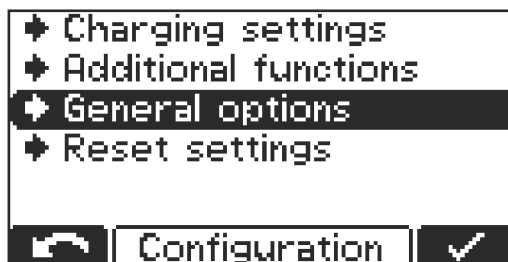 Charging settings
Additional functions
General options
Reset settings
Configuration